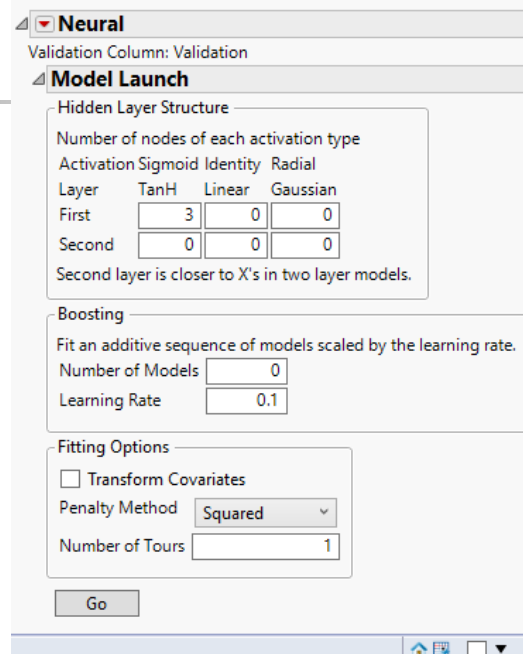 Neural
Validation Column: Validation
Model Launch
Hidden Layer Structure
Number of nodes of each activation type
Activation Sigmoid Identity Radial
Layer TanH Linear Gaussian
First 3 0 0
Second 0 0 0
Second layer is closer to X's in two layer models.
Boosting
Fit an additive sequence of models scaled by the learning rate.
Number of Models 0
Learning Rate 0.1
Fitting Options
Transform Covariates
Penalty Method Squared
Number of Tours 1
Go